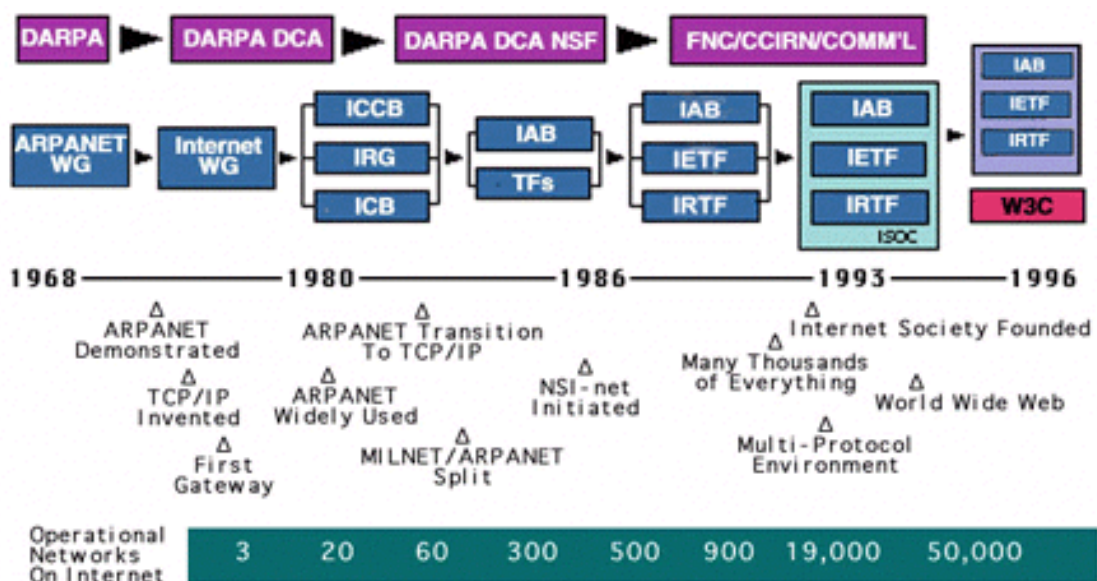 DARPA
DARPA DCA
DARPA DCA NSF
FNC/CCIRN/COMM'L
IAB
IETF
IRTF
ARPANET
WG
Internet
WG
ICCB
IRG
ICB
IAB
TFs
IAB
IETF
IRTF
IAB
IETF
IRTF
ISOC
W3C
1968
1980
1986
1993
1996
ARPANET
Demonstrated
TCP/IP
Invented
First
Gateway
ARPANET Transition
To TCP/IP
ARPANET
Widely Used
MILNET/ARPANET
Split
NSI-net
Initiated
Internet Society Founded
Many Thousands
of Everything
World Wide Web
Multi-Protocol
Environment
Operational
Networks
On Internet
3 20 60 300 500 900 19,000 50,000